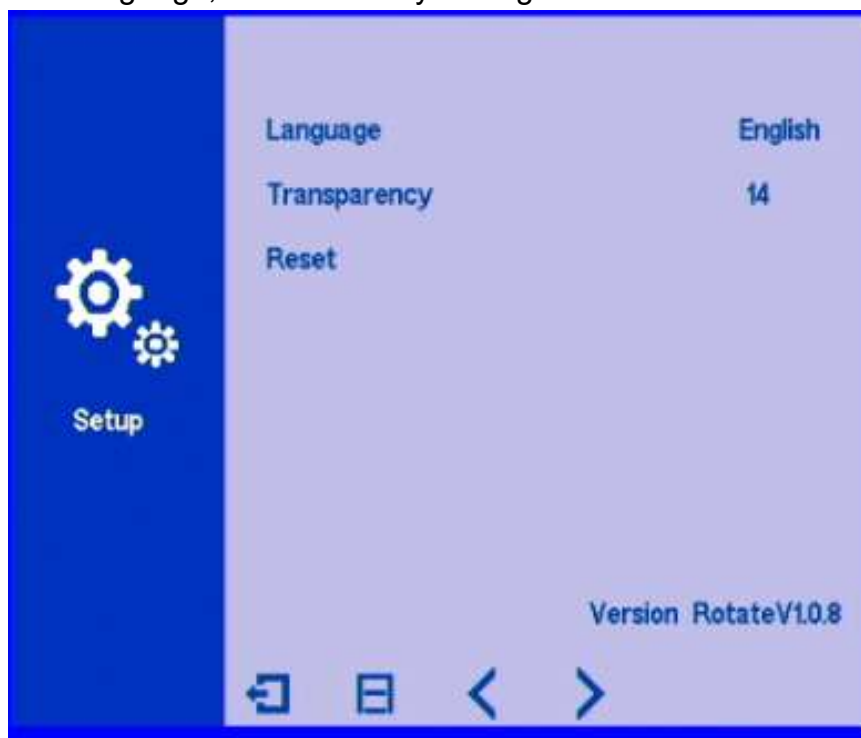 Language English
Transparency 14
Reset
Setup
Version RotateV1.0.8